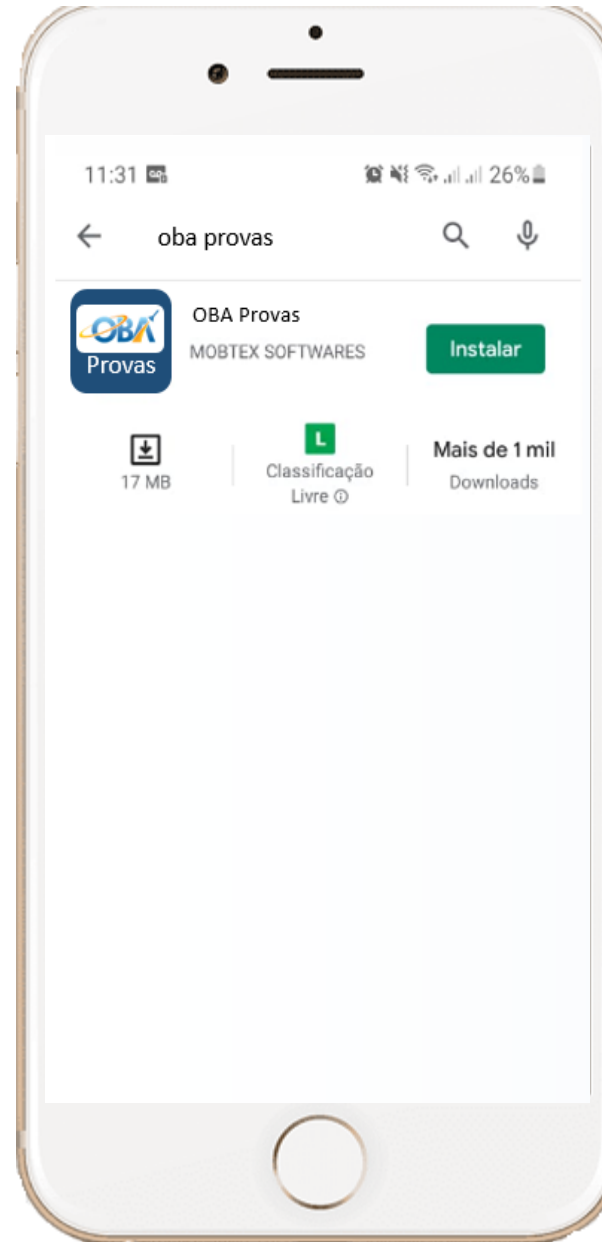 11:31
26%
oba provas
OBA
Provas
OBA Provas
MOBTEX SOFTWARES
Instalar
17 MB
L
Classificação
Livre
Mais de 1 mil
Downloads